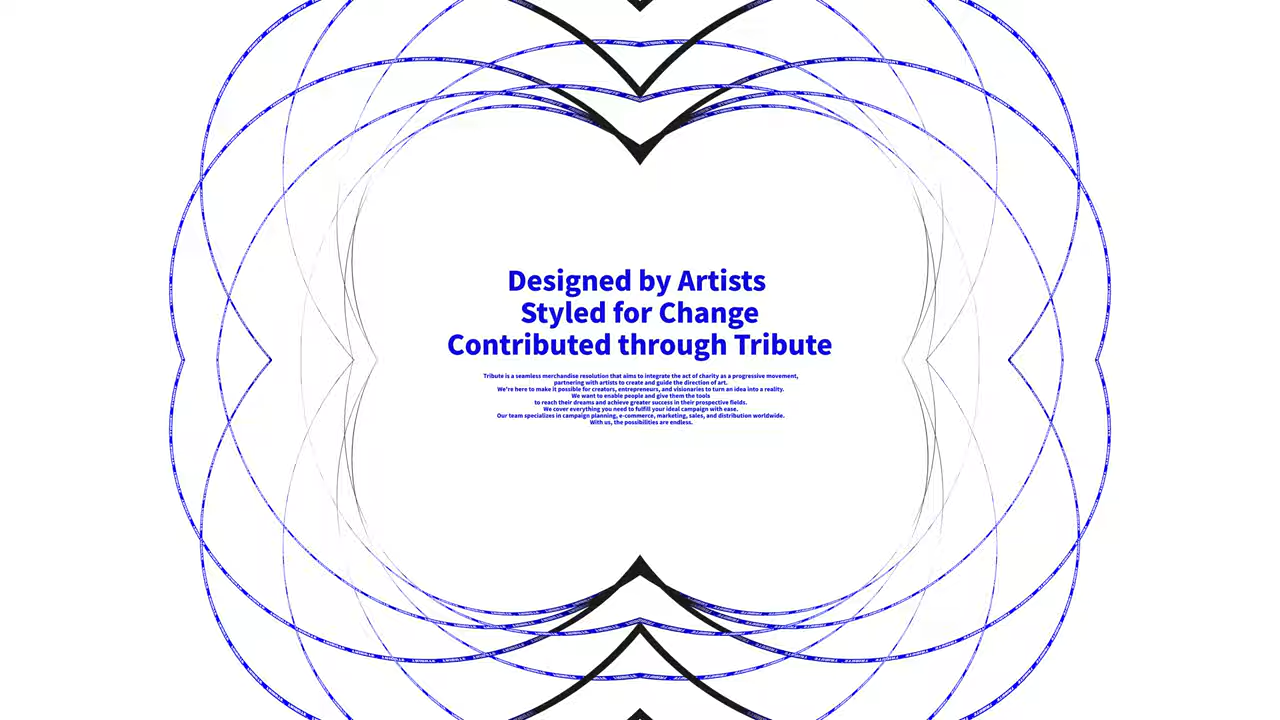 Designed by Artists
Styled for Change
Contributed through Tribute
Tribute is a seamless merchandise resolution that aims to integrate the act of charity as a progressive movement,
partnering with artists to create and guide the direction of art.
We're here to make it possible for creators, entrepreneurs, and visionaries to turn an idea into a reality.
We want to enable people and give them the tools
to reach their dreams and achieve greater success in their prospective fields.
We cover everything you need to fulfill your ideal campaign with ease.
Our team specializes in campaign planning, e-commerce, marketing, sales, and distribution worldwide.
With us, the possibilities are endless.